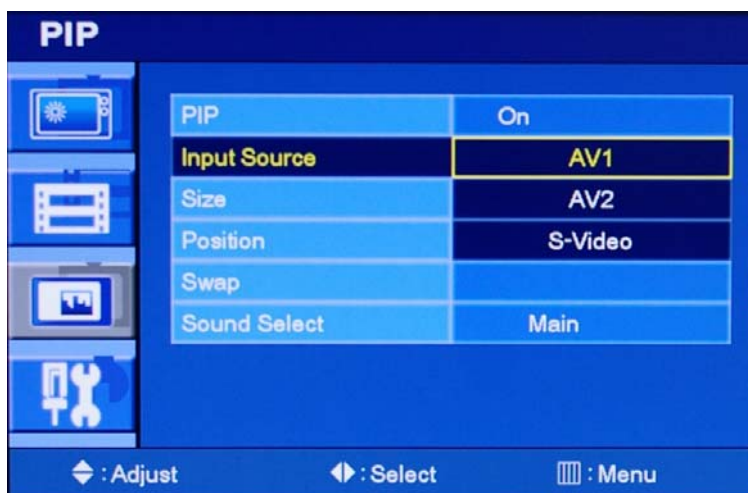 PIP
PIP On
Input Source AV1
Size AV2
Position S-Video
Swap
Sound Select Main
: Adjust : Select : Menu